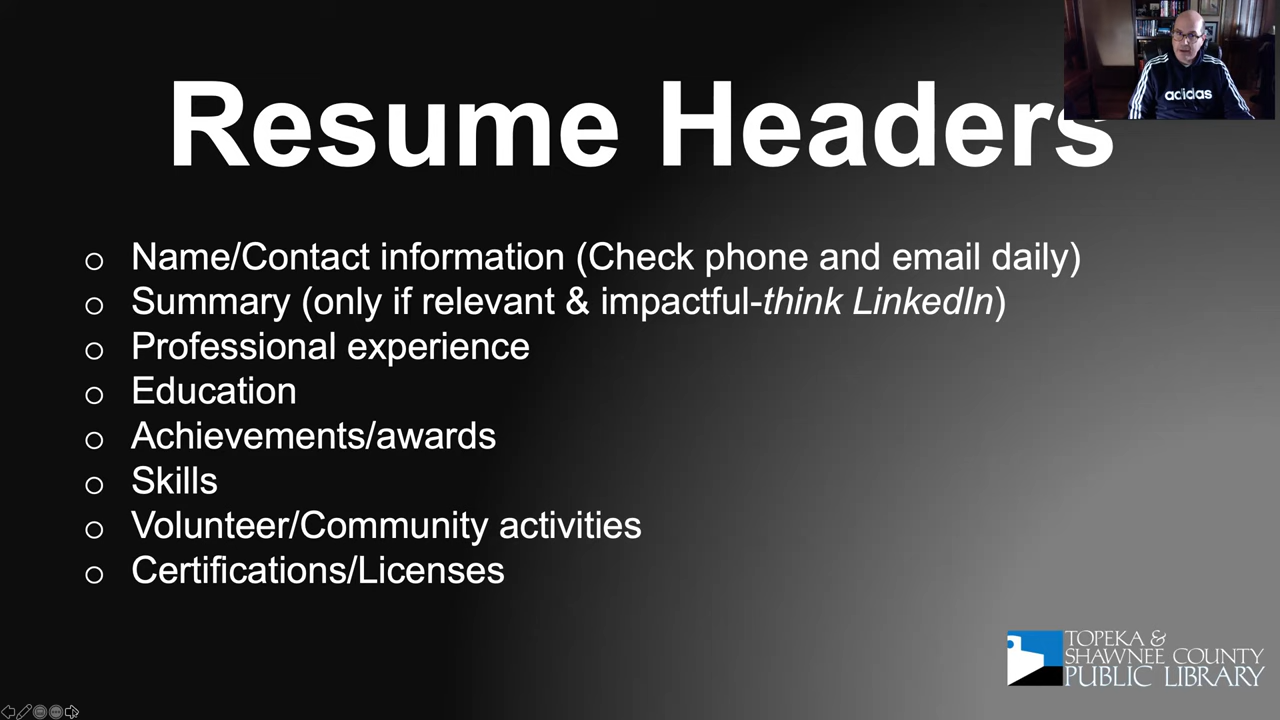 Resume Headers
adidas
Name/Contact information (Check phone and email daily)
Summary (only if relevant & impactful-think LinkedIn)
Professional experience
Education
Achievements/awards
Skills
Volunteer/Community activities
Certifications/Licenses
TOPEKA &
SHAWNEE COUNTY
PUBLIC LIBRARY